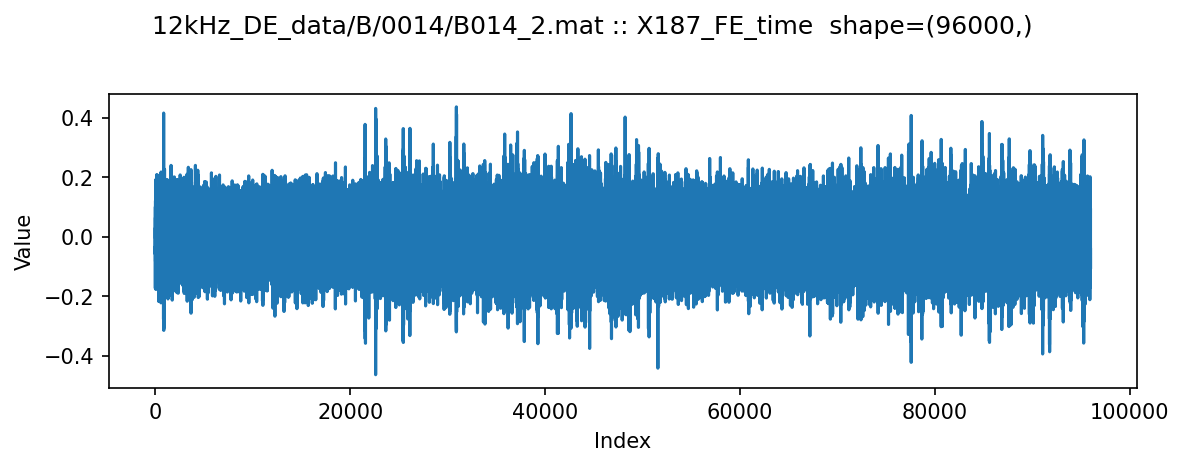 12kHz_DE_data/B/0014/B014_2.mat :: X187_FE_time  shape=(96000,)
0.4
0.2
0.0
−0.2
−0.4
Value
0 20000 40000 60000 80000 100000
Index